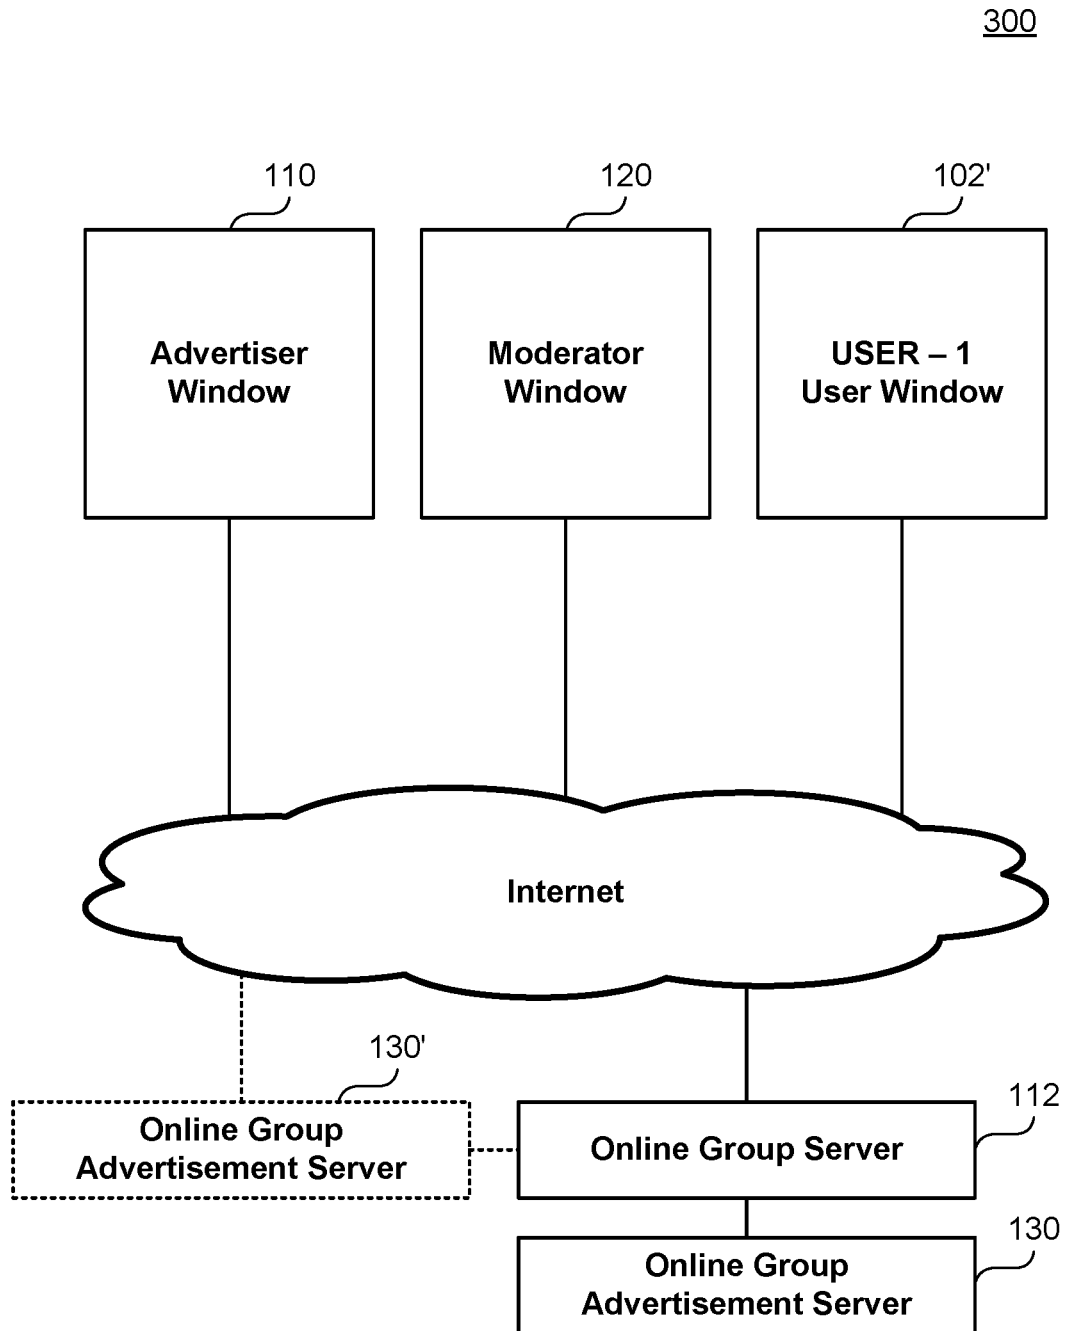 300
110
120
102'
Advertiser
Window
Moderator
Window
USER – 1
User Window
Internet
130'
Online Group
Advertisement Server
112
Online Group Server
130
Online Group
Advertisement Server